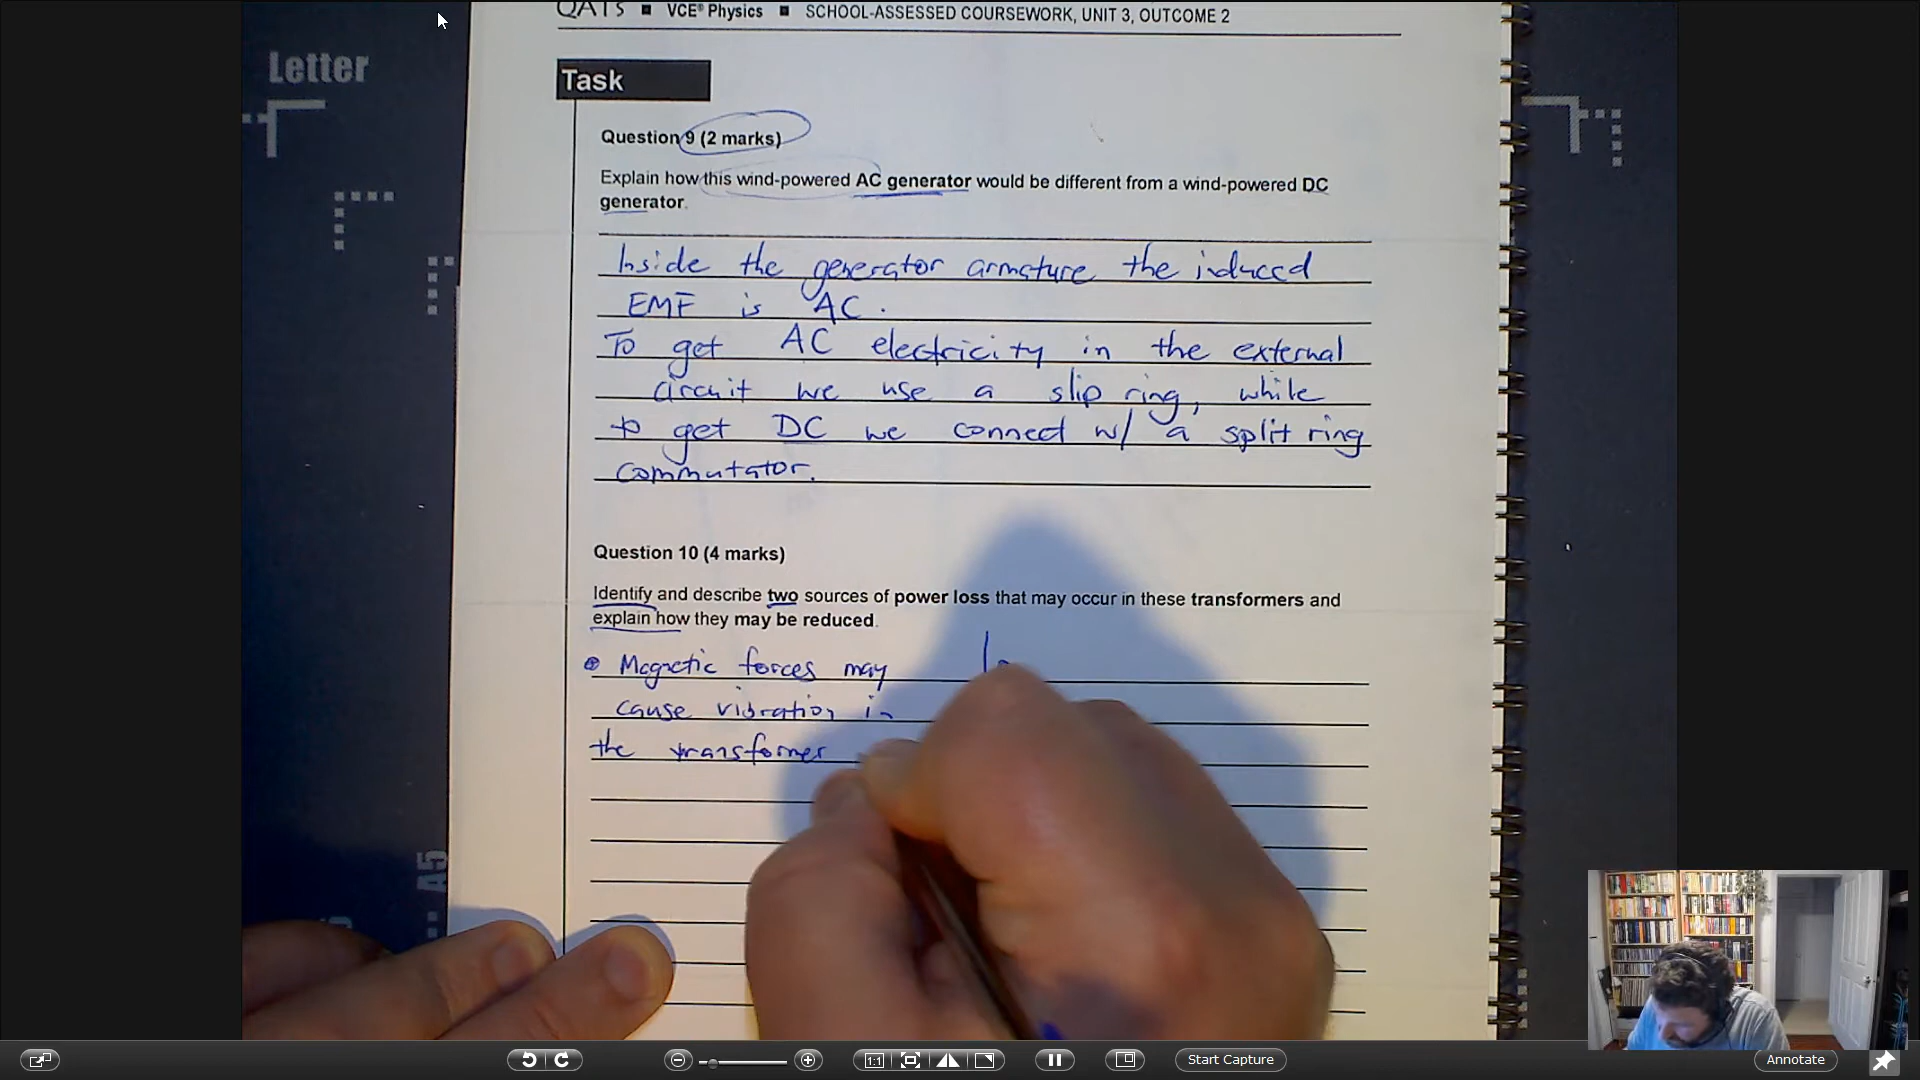 QATs ■ VCE® Physics ■ SCHOOL-ASSESSED COURSEWORK, UNIT 3, OUTCOME 2
Letter
Task
Question 9 (2 marks)
Explain how this wind-powered AC generator would be different from a wind-powered DC
generator.
Inside the generator armature the induced
EMF is AC.
To get AC electricity in the external
circuit we use a slip ring, while
to get DC we connect w/ a split ring
commutator.
Question 10 (4 marks)
Identify and describe two sources of power loss that may occur in these transformers and
explain how they may be reduced.
Magnetic forces may
cause vibration in
the transformer
A5
1:1
Start Capture
Annotate